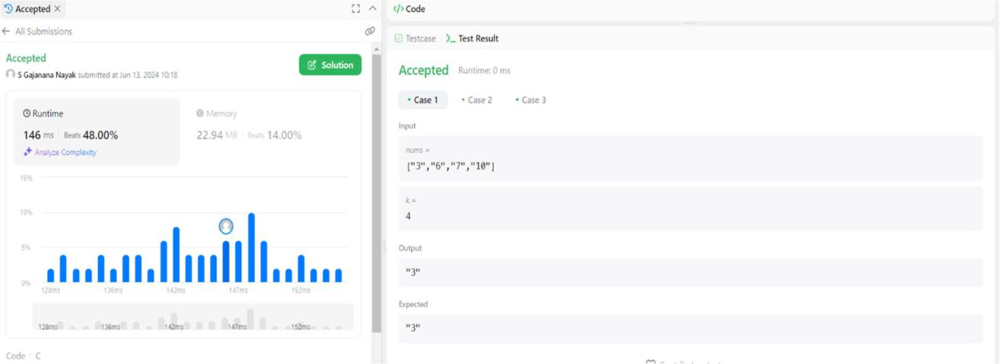 Accepted
All Submissions
Accepted
Solution
S Gajanana Nayak submitted at Jun 13, 2024 10:18
Runtime
Memory
146 ms Beats 48.00%
22.94 MB Beats 14.00%
Analyze Complexity
15%
10%
5%
0%
128ms 136ms 142ms 147ms 152ms
128ms 136ms 142ms 147ms 152ms
Code C
</> Code
Testcase >_ Test Result
Accepted Runtime: 0 ms
• Case 1 • Case 2 • Case 3
Input
nums =
["3","6","7","10"]
k =
4
Output
"3"
Expected
"3"